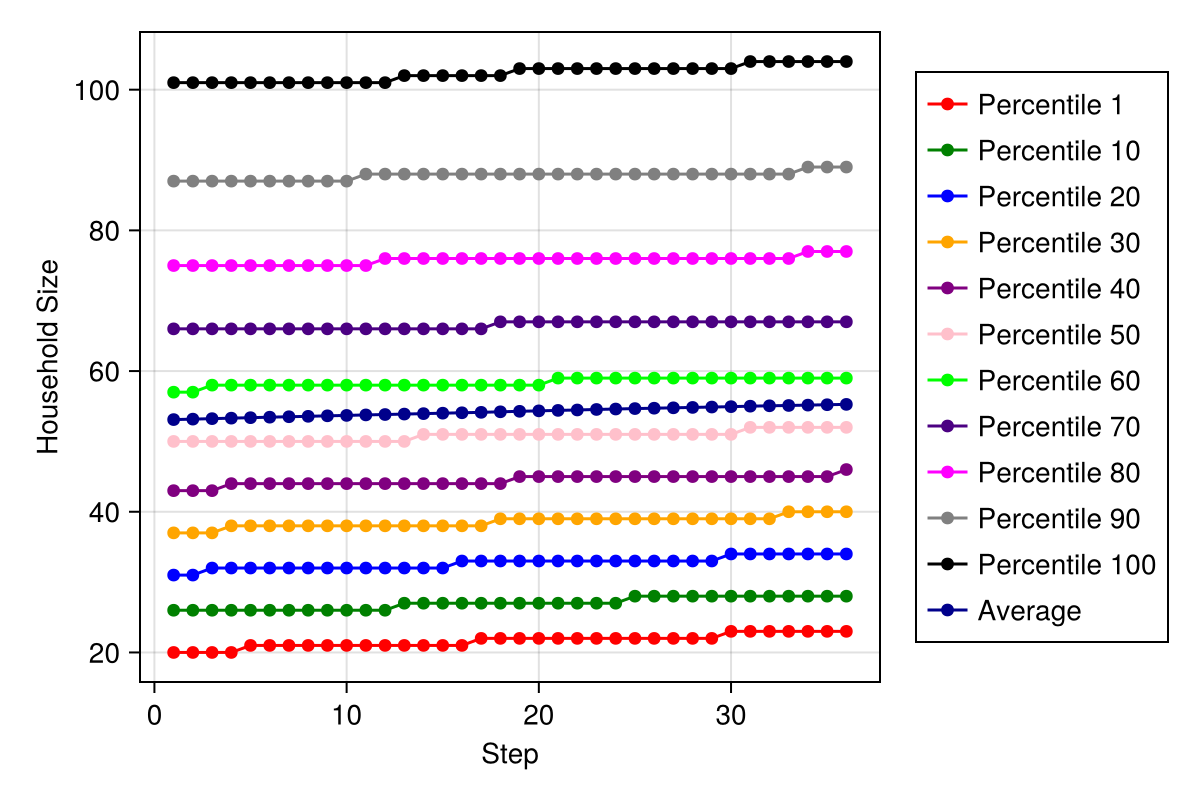 100
80
60
40
20
Household Size
0 10 20 30
Step
Percentile 1
Percentile 10
Percentile 20
Percentile 30
Percentile 40
Percentile 50
Percentile 60
Percentile 70
Percentile 80
Percentile 90
Percentile 100
Average